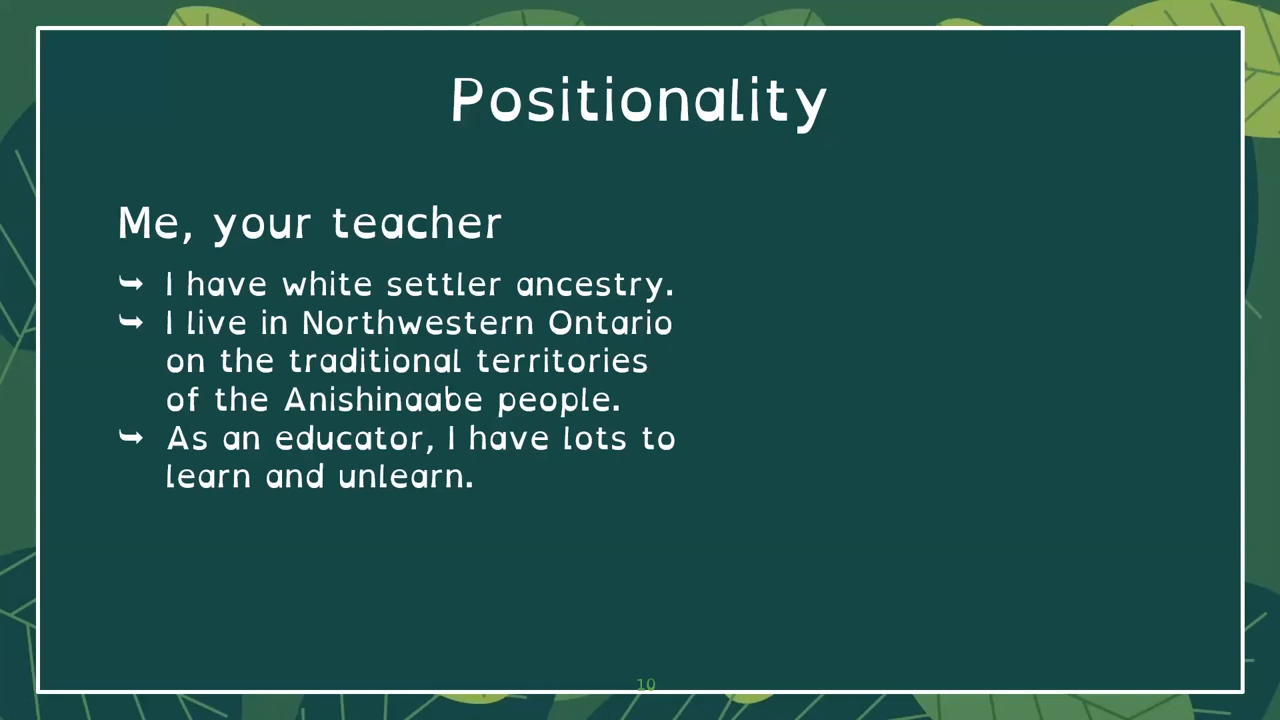 Positionality
Me, your teacher
⮩ I have white settler ancestry.
⮩ I live in Northwestern Ontario
on the traditional territories
of the Anishinaabe people.
⮩ As an educator, I have lots to
learn and unlearn.
10